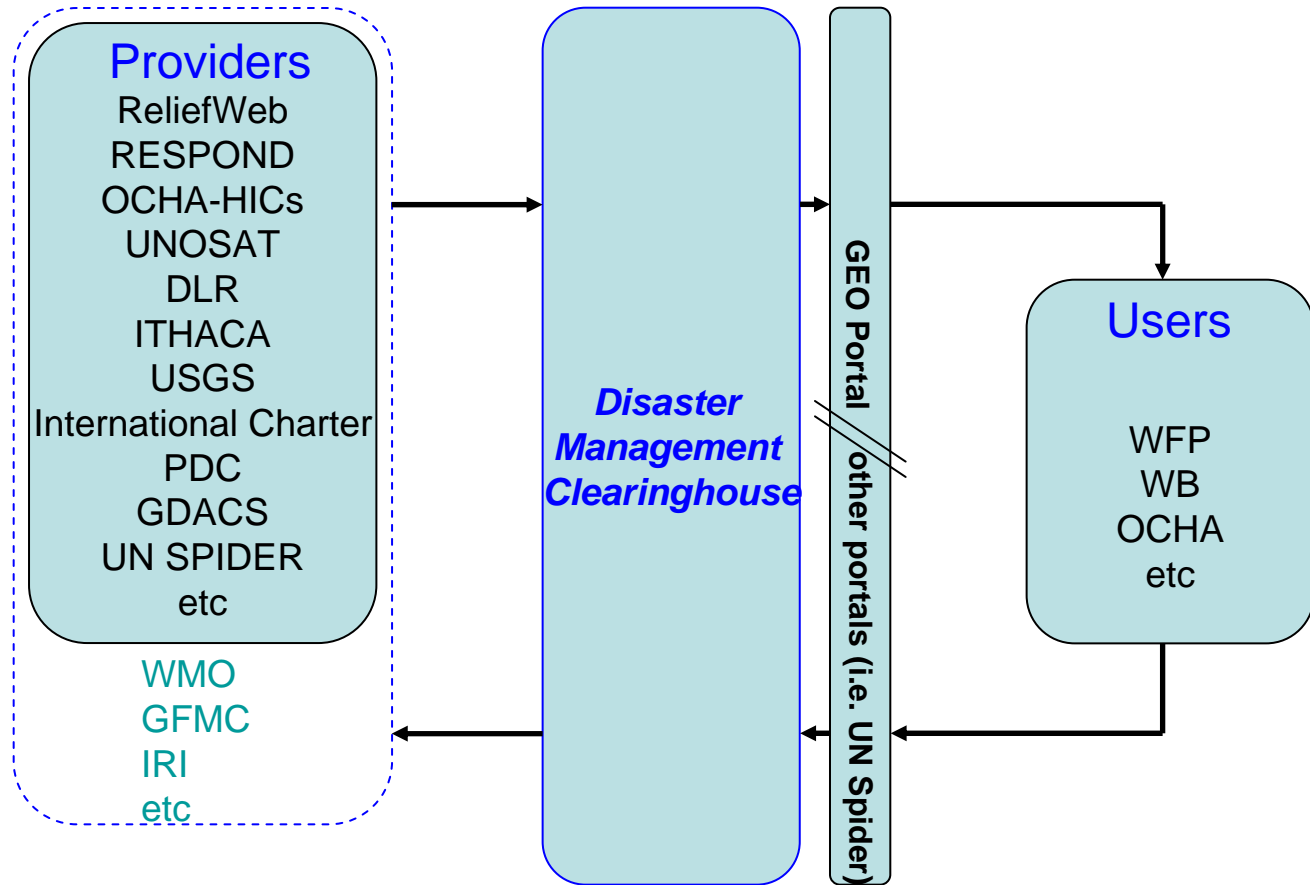 Providers
ReliefWeb
RESPOND
OCHA-HICs
UNOSAT
DLR
ITHACA
USGS
International Charter
PDC
GDACS
UN SPIDER
etc
WMO
GFMC
IRI
etc
Disaster
Management
Clearinghouse
GEO Portal other portals (i.e. UN Spider)
Users
WFP
WB
OCHA
etc